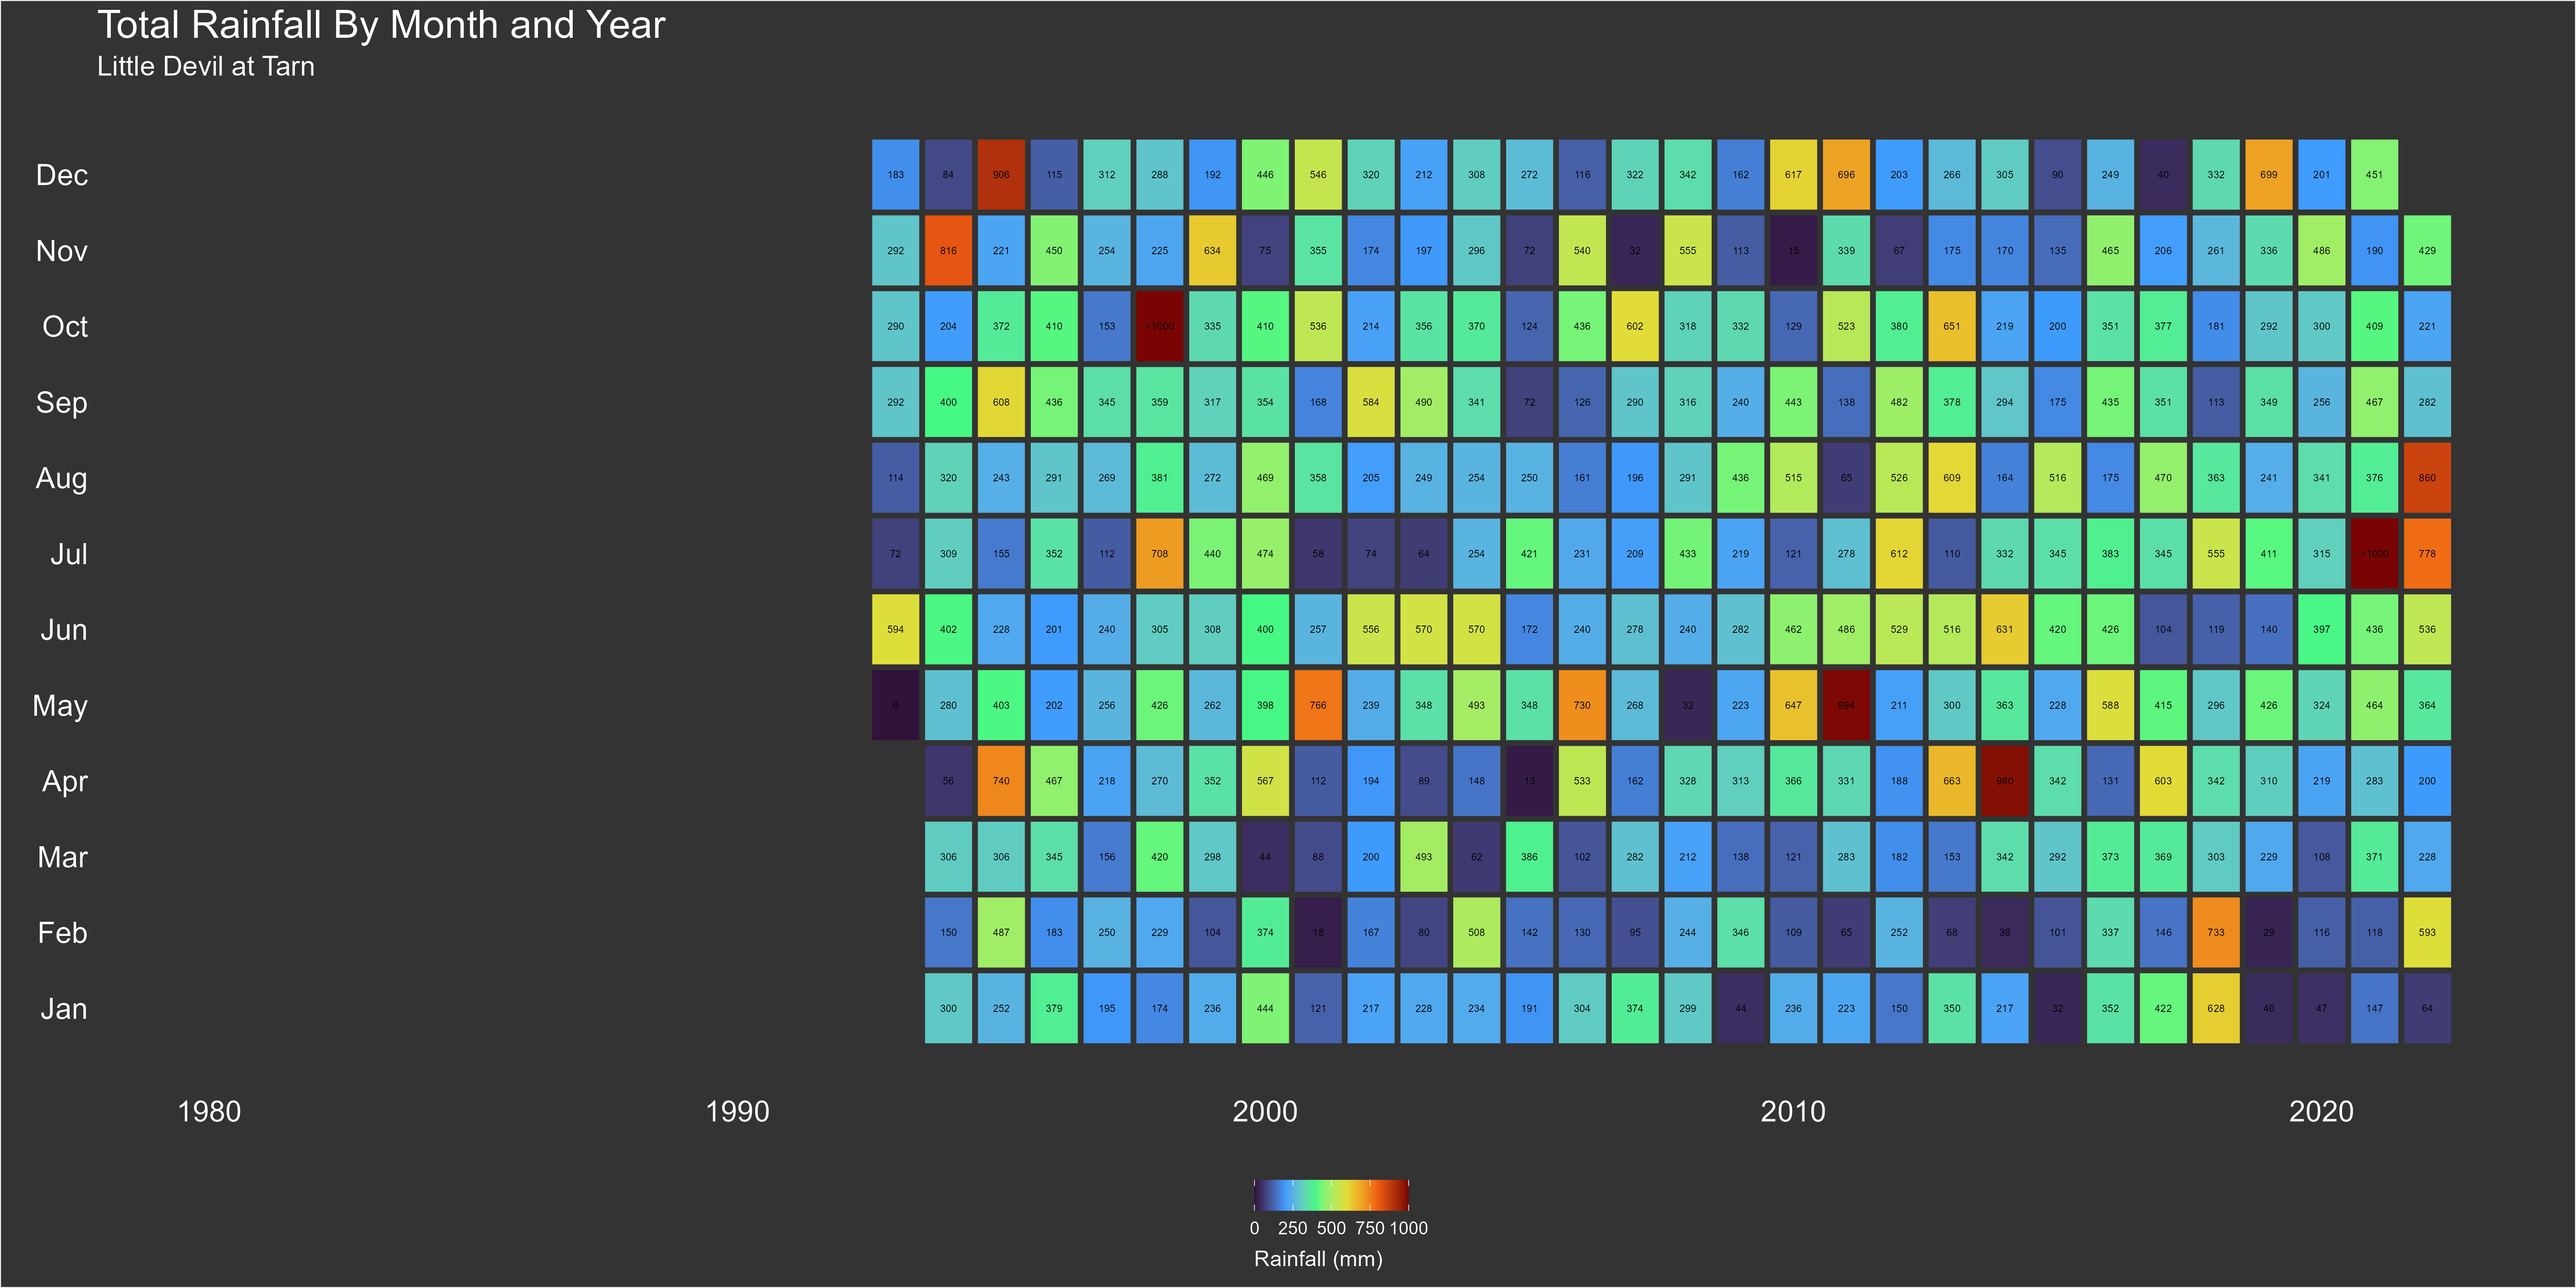 Total Rainfall By Month and Year
Little Devil at Tarn
Dec 183 84 906 115 312 288 192 446 546 320 212 308 272 116 322 342 162 617 696 203 266 305 90 249 40 332 699 201 451
Nov 292 816 221 450 254 225 634 75 355 174 197 296 72 540 32 555 113 15 339 67 175 170 135 465 206 261 336 486 190 429
Oct 290 204 372 410 153 >1000 335 410 536 214 356 370 124 436 602 318 332 129 523 380 651 219 200 351 377 181 292 300 409 221
Sep 292 400 608 436 345 359 317 354 168 584 490 341 72 126 290 316 240 443 138 482 378 294 175 435 351 113 349 256 467 282
Aug 114 320 243 291 269 381 272 469 358 205 249 254 250 161 196 291 436 515 65 526 609 164 516 175 470 363 241 341 376 860
Jul 72 309 155 352 112 708 440 474 58 74 64 254 421 231 209 433 219 121 278 612 110 332 345 383 345 555 411 315 >1000 778
Jun 594 402 228 201 240 305 308 400 257 556 570 570 172 240 278 240 282 462 486 529 516 631 420 426 104 119 140 397 436 536
May 0 280 403 202 256 426 262 398 766 239 348 493 348 730 268 32 223 647 994 211 300 363 228 588 415 296 426 324 464 364
Apr 56 740 467 218 270 352 567 112 194 89 148 13 533 162 328 313 366 331 188 663 980 342 131 603 342 310 219 283 200
Mar 306 306 345 156 420 298 44 88 200 493 62 386 102 282 212 138 121 283 182 153 342 292 373 369 303 229 108 371 228
Feb 150 487 183 250 229 104 374 18 167 80 508 142 130 95 244 346 109 65 252 68 38 101 337 146 733 29 116 118 593
Jan 300 252 379 195 174 236 444 121 217 228 234 191 304 374 299 44 236 223 150 350 217 32 352 422 628 40 47 147 64
1980 1990 2000 2010 2020
0 250 500 750 1000
Rainfall (mm)